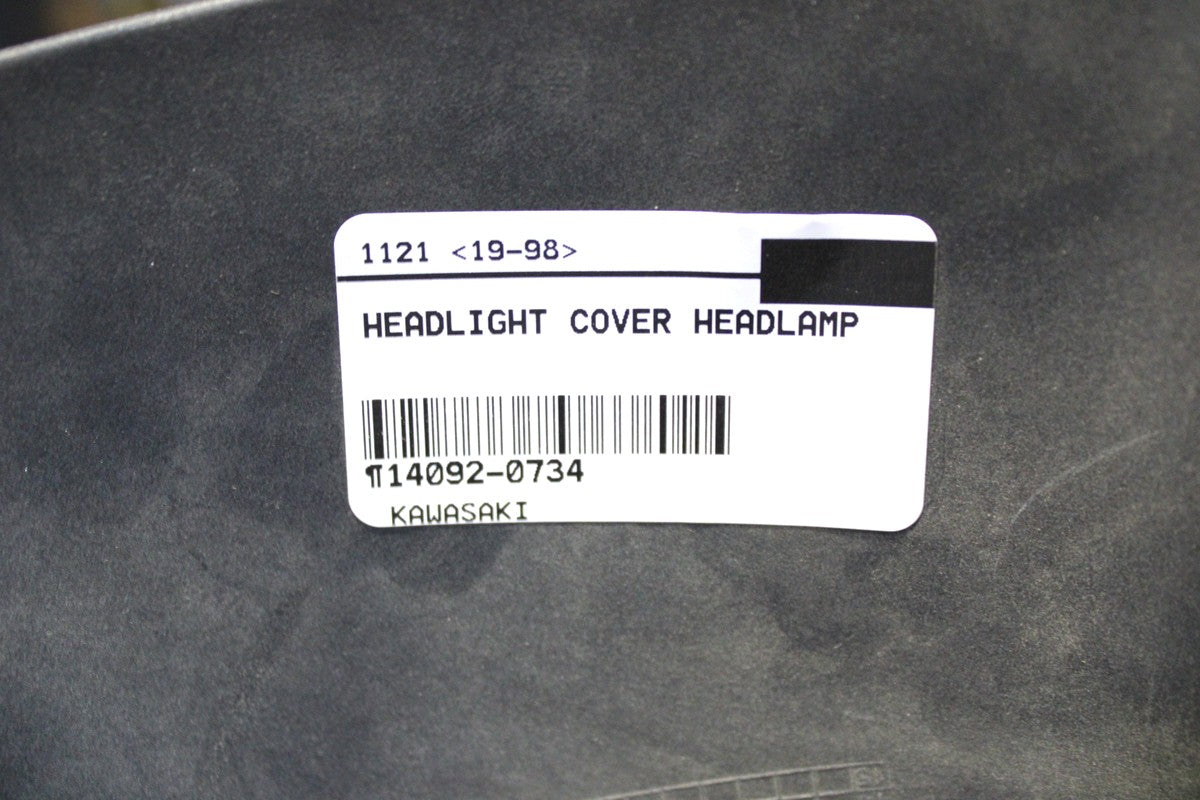 1121 <19-98>
HEADLIGHT COVER HEADLAMP
¶14092-0734
KAWASAKI